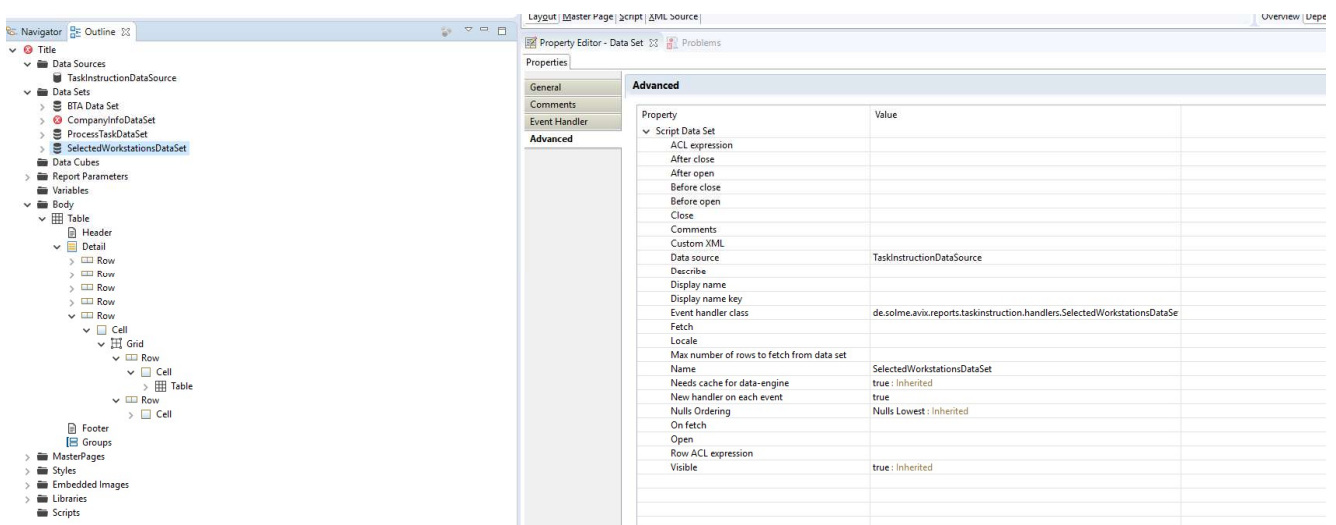 Layout Master Page Script XML Source
Overview Depe
Navigator Outline
Property Editor - Data Set Problems
Title
Data Sources
TaskInstructionDataSource
Data Sets
BTA Data Set
CompanyInfoDataSet
ProcessTaskDataSet
SelectedWorkstationsDataSet
Data Cubes
Report Parameters
Variables
Body
Table
Header
Detail
Row
Row
Row
Row
Row
Cell
Grid
Row
Cell
Table
Row
Cell
Footer
Groups
MasterPages
Styles
Embedded Images
Libraries
Scripts
Properties
General
Comments
Event Handler
Advanced
Advanced
Property Value
Script Data Set
ACL expression
After close
After open
Before close
Before open
Close
Comments
Custom XML
Data source TaskInstructionDataSource
Describe
Display name
Display name key
Event handler class de.solme.avix.reports.taskinstruction.handlers.SelectedWorkstationsDataSe
Fetch
Locale
Max number of rows to fetch from data set
Name SelectedWorkstationsDataSet
Needs cache for data-engine true : Inherited
New handler on each event true
Nulls Ordering Nulls Lowest : Inherited
On fetch
Open
Row ACL expression
Visible true : Inherited